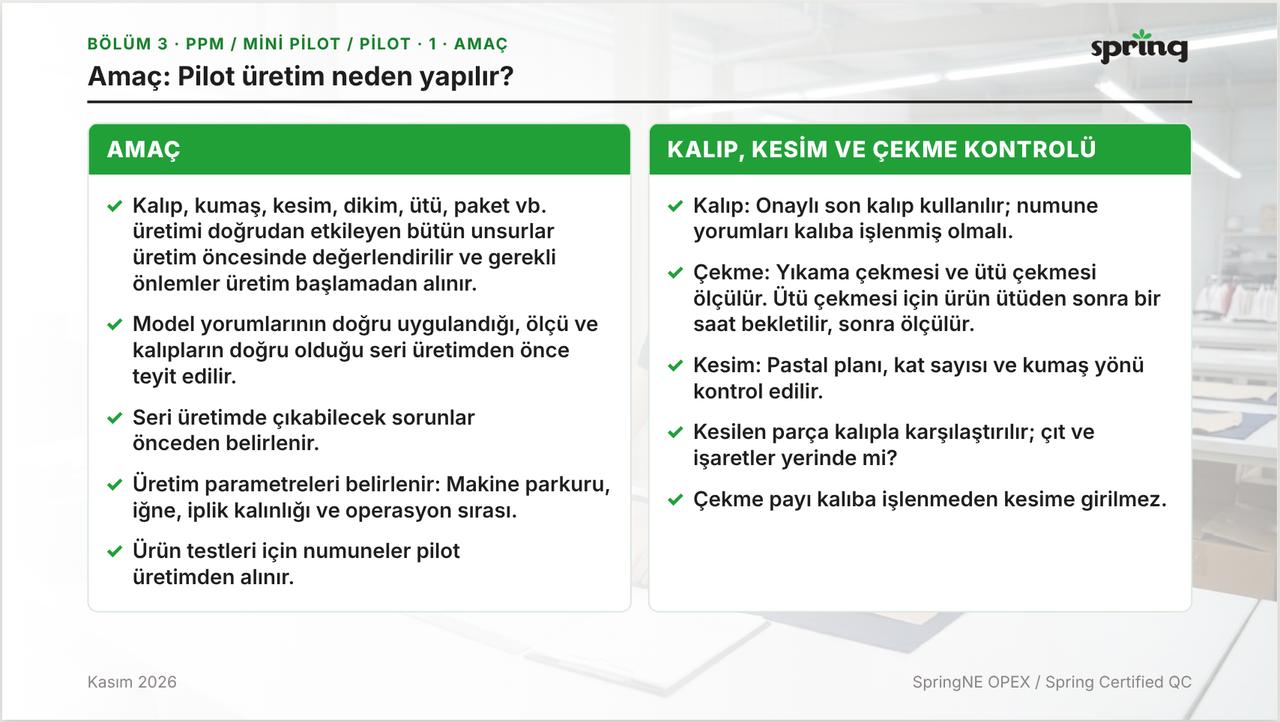 BÖLÜM 3 · PPM / MİNİ PİLOT / PİLOT · 1 · AMAÇ
Amaç: Pilot üretim neden yapılır?
spring
AMAÇ
Kalıp, kumaş, kesim, dikim, ütü, paket vb.
üretimi doğrudan etkileyen bütün unsurlar
üretim öncesinde değerlendirilir ve gerekli
önlemler üretim başlamadan alınır.
Model yorumlarının doğru uygulandığı, ölçü ve
kalıpların doğru olduğu seri üretimden önce
teyit edilir.
Seri üretimde çıkabilecek sorunlar
önceden belirlenir.
Üretim parametreleri belirlenir: Makine parkuru,
iğne, iplik kalınlığı ve operasyon sırası.
Ürün testleri için numuneler pilot
üretimden alınır.
KALIP, KESİM VE ÇEKME KONTROLÜ
Kalıp: Onaylı son kalıp kullanılır; numune
yorumları kalıba işlenmiş olmalı.
Çekme: Yıkama çekmesi ve ütü çekmesi
ölçülür. Ütü çekmesi için ürün ütüden sonra bir
saat bekletilir, sonra ölçülür.
Kesim: Pastal planı, kat sayısı ve kumaş yönü
kontrol edilir.
Kesilen parça kalıpla karşılaştırılır; çıt ve
işaretler yerinde mi?
Çekme payı kalıba işlenmeden kesime girilmez.
Kasım 2026
SpringNE OPEX / Spring Certified QC